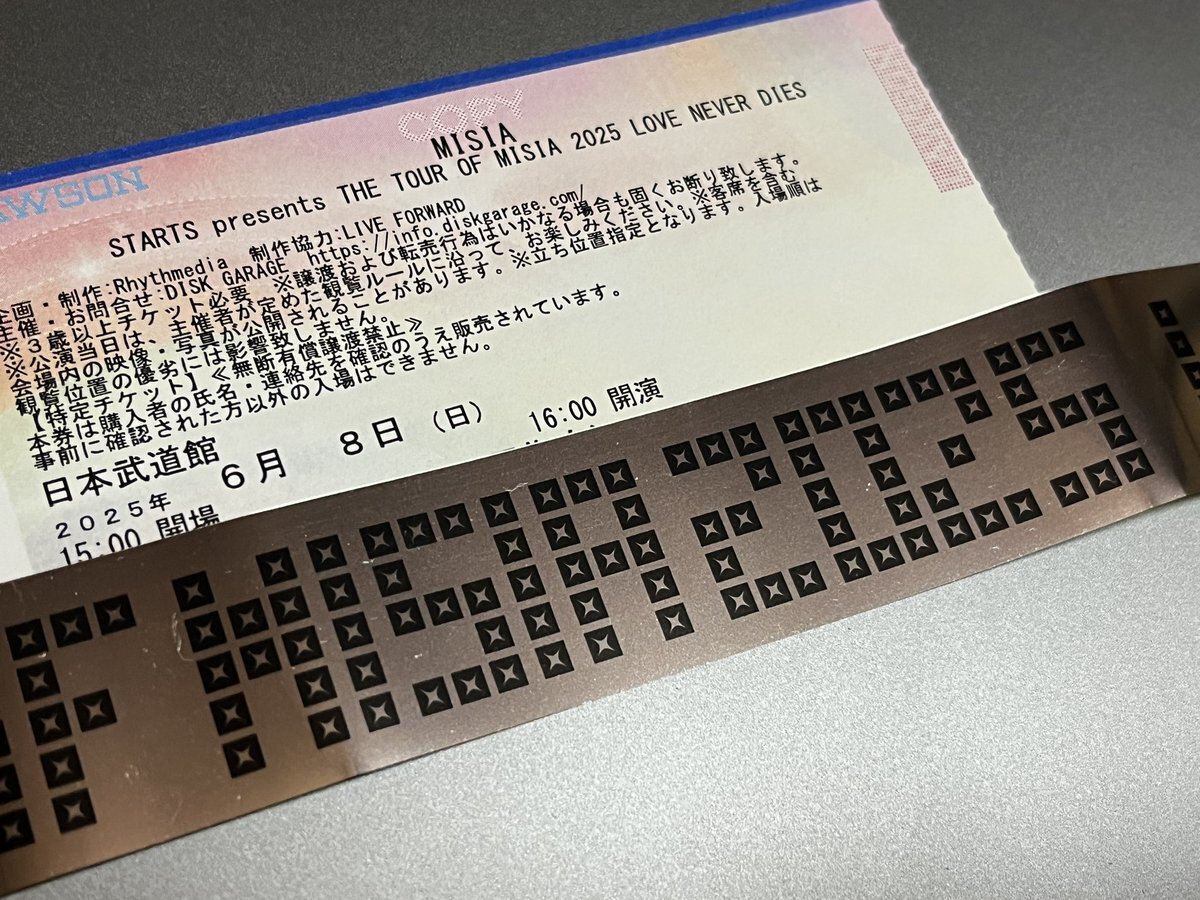 COPY
AWSON
MISIA
STARTS presents THE TOUR OF MISIA 2025 LOVE NEVER DIES
企画・制作:Rhythmedia 制作協力:LIVE FORWARD
主催・お問合せ:DISK GARAGE https://info.diskgarage.com/
※3歳以上チケット必要 ※譲渡および転売行為はいかなる場合も固くお断り致します。
※公演当日は、主催者が定めた観覧ルールに沿って、お楽しみください。※客席を含む
会場内の映像・写真が公開されることがあります。※立ち位置指定となります。入場順は
観覧位置の優劣には影響致しません。
【特定チケット】≪無断有償譲渡禁止≫
本券は購入者の氏名・連絡先を確認のうえ販売されています。
事前に確認された方以外の入場はできません。
日本武道館
2025年 6月 8日 (日)
15:00 開場 16:00 開演
F MISIA 2025